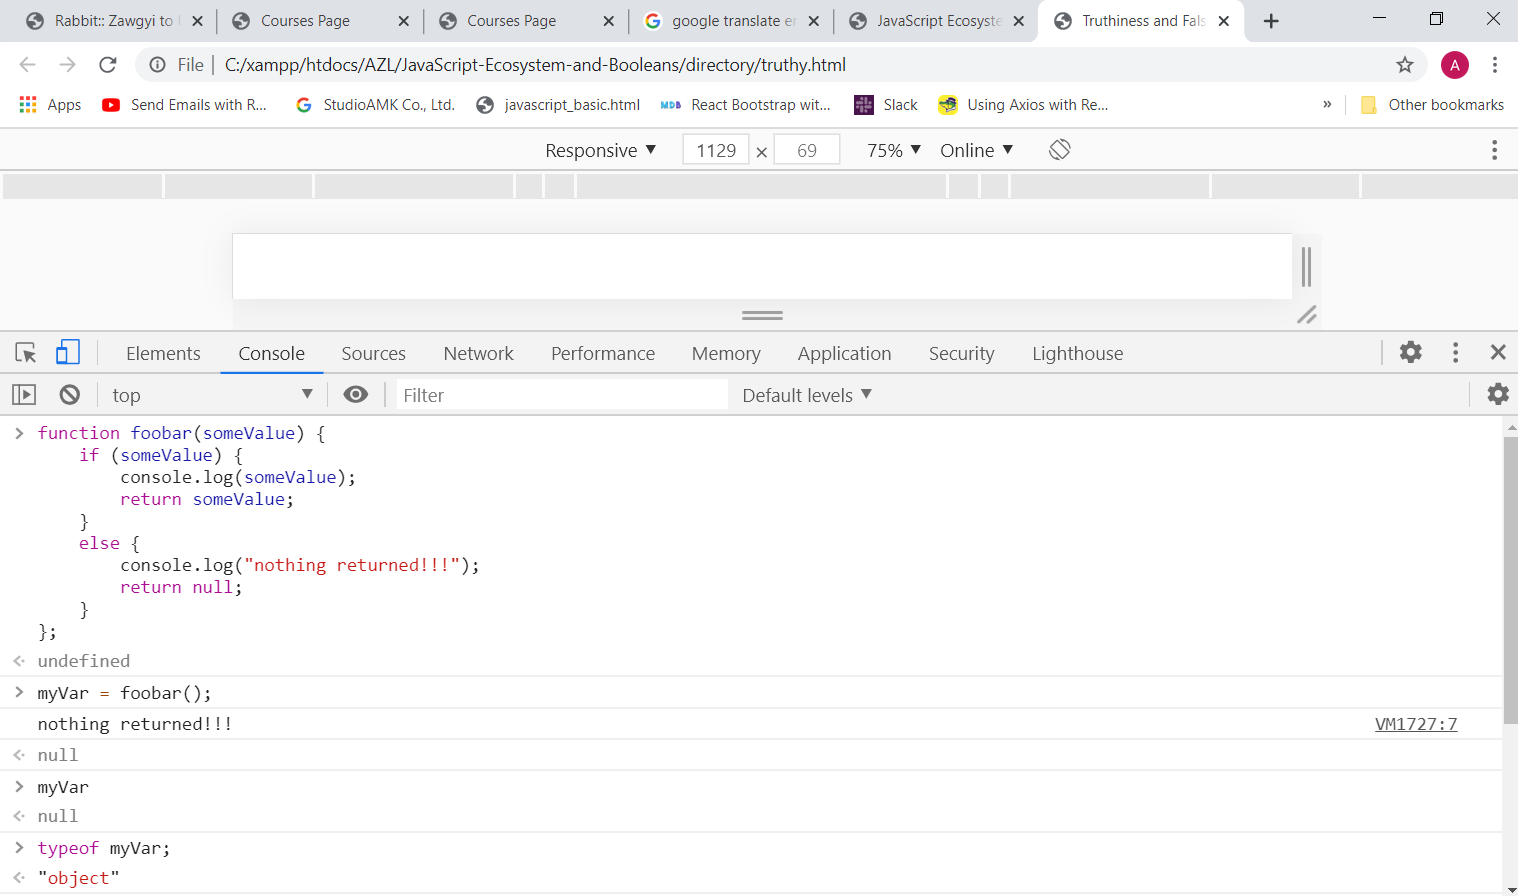 Rabbit:: Zawgyi to
Courses Page
Courses Page
google translate en
JavaScript Ecosyste
Truthiness and Fals
File
C:/xampp/htdocs/AZL/JavaScript-Ecosystem-and-Booleans/directory/truthy.html
A
Apps
Send Emails with R...
StudioAMK Co., Ltd.
javascript_basic.html
MDB
React Bootstrap wit...
Slack
Using Axios with Re...
»
Other bookmarks
Responsive
1129 × 69
75%
Online
Elements
Console
Sources
Network
Performance
Memory
Application
Security
Lighthouse
top
Filter
Default levels
function foobar(someValue) {
    if (someValue) {
        console.log(someValue);
        return someValue;
    }
    else {
        console.log("nothing returned!!!");
        return null;
    }
};
undefined
myVar = foobar();
nothing returned!!! VM1727:7
null
myVar
null
typeof myVar;
"object"